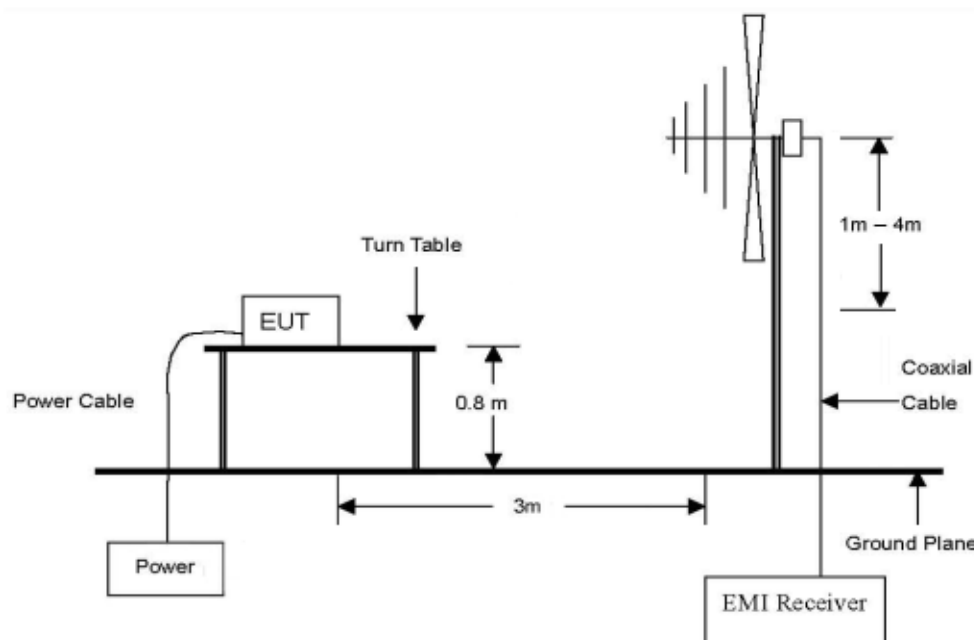 1m – 4m
Turn Table
EUT
Coaxial
Cable
Power Cable
0.8 m
3m
Ground Plane
Power
EMI Receiver